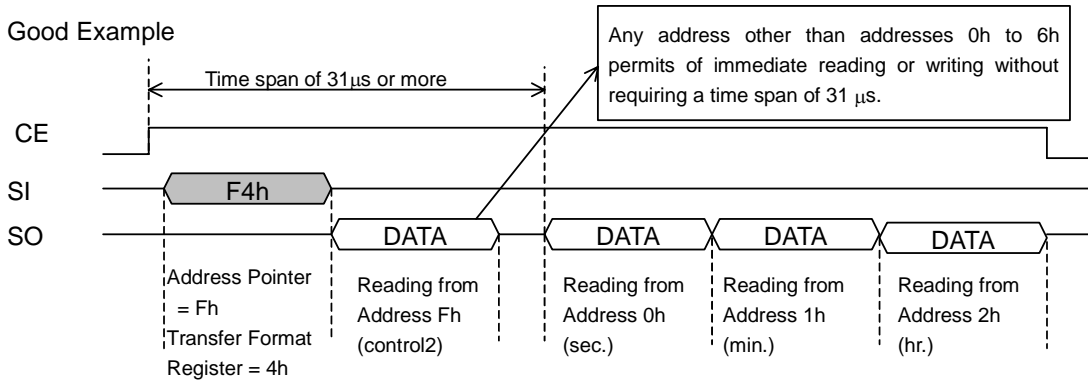 Good Example
Any address other than addresses 0h to 6h
permits of immediate reading or writing without
requiring a time span of 31 μs.
Time span of 31μs or more
CE
SI
F4h
SO
DATA
DATA
DATA
DATA
Address Pointer
= Fh
Transfer Format
Register = 4h
Reading from
Address Fh
(control2)
Reading from
Address 0h
(sec.)
Reading from
Address 1h
(min.)
Reading from
Address 2h
(hr.)